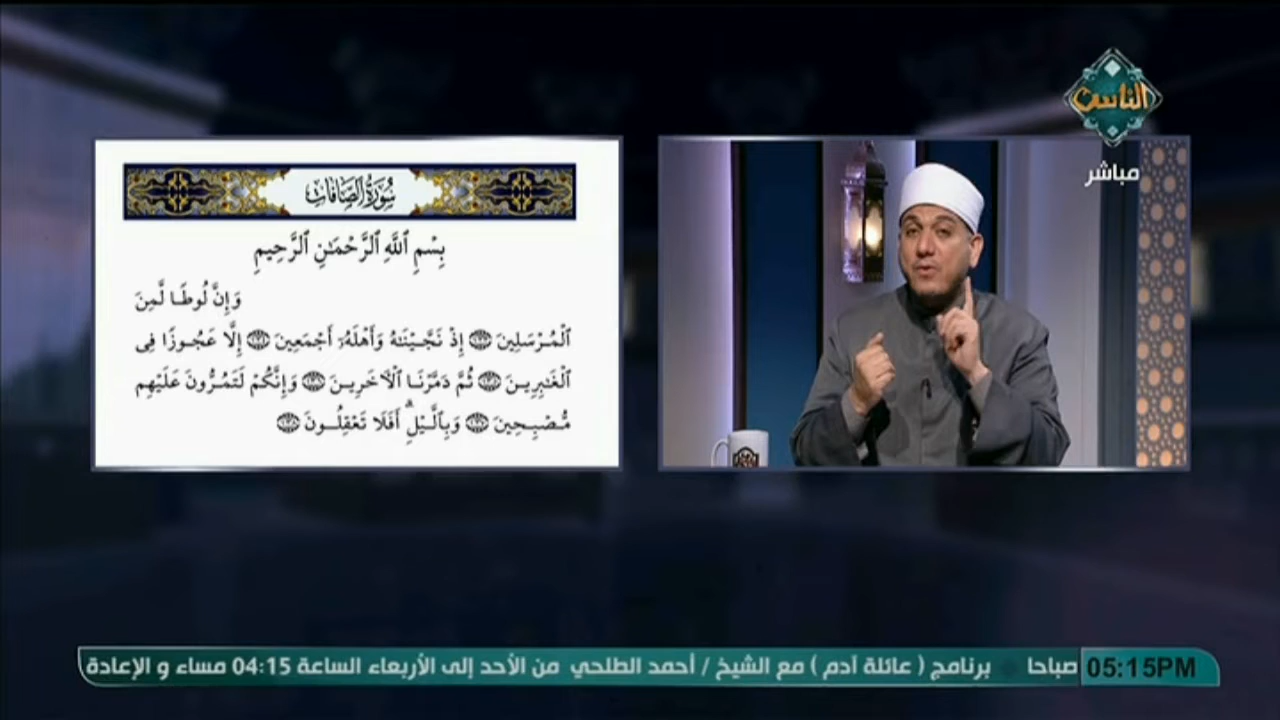 الناس
مباشر
سُورَةُ الصَّافَّاتِ
بِسْمِ ٱللَّهِ ٱلرَّحْمَٰنِ ٱلرَّحِيمِ
وَإِنَّ لُوطًا لَّمِنَ
ٱلْمُرْسَلِينَ ۝ إِذْ نَجَّيْنَٰهُ وَأَهْلَهُۥٓ أَجْمَعِينَ ۝ إِلَّا عَجُوزًا فِى
ٱلْغَٰبِرِينَ ۝ ثُمَّ دَمَّرْنَا ٱلْـَٔاخَرِينَ ۝ وَإِنَّكُمْ لَتَمُرُّونَ عَلَيْهِم
مُّصْبِحِينَ ۝ وَبِٱلَّيْلِ ۗ أَفَلَا تَعْقِلُونَ ۝
05:15PM صباحا برنامج ( عائلة آدم ) مع الشيخ / أحمد الطلحي من الأحد إلى الأربعاء الساعة 04:15 مساء و الإعادة